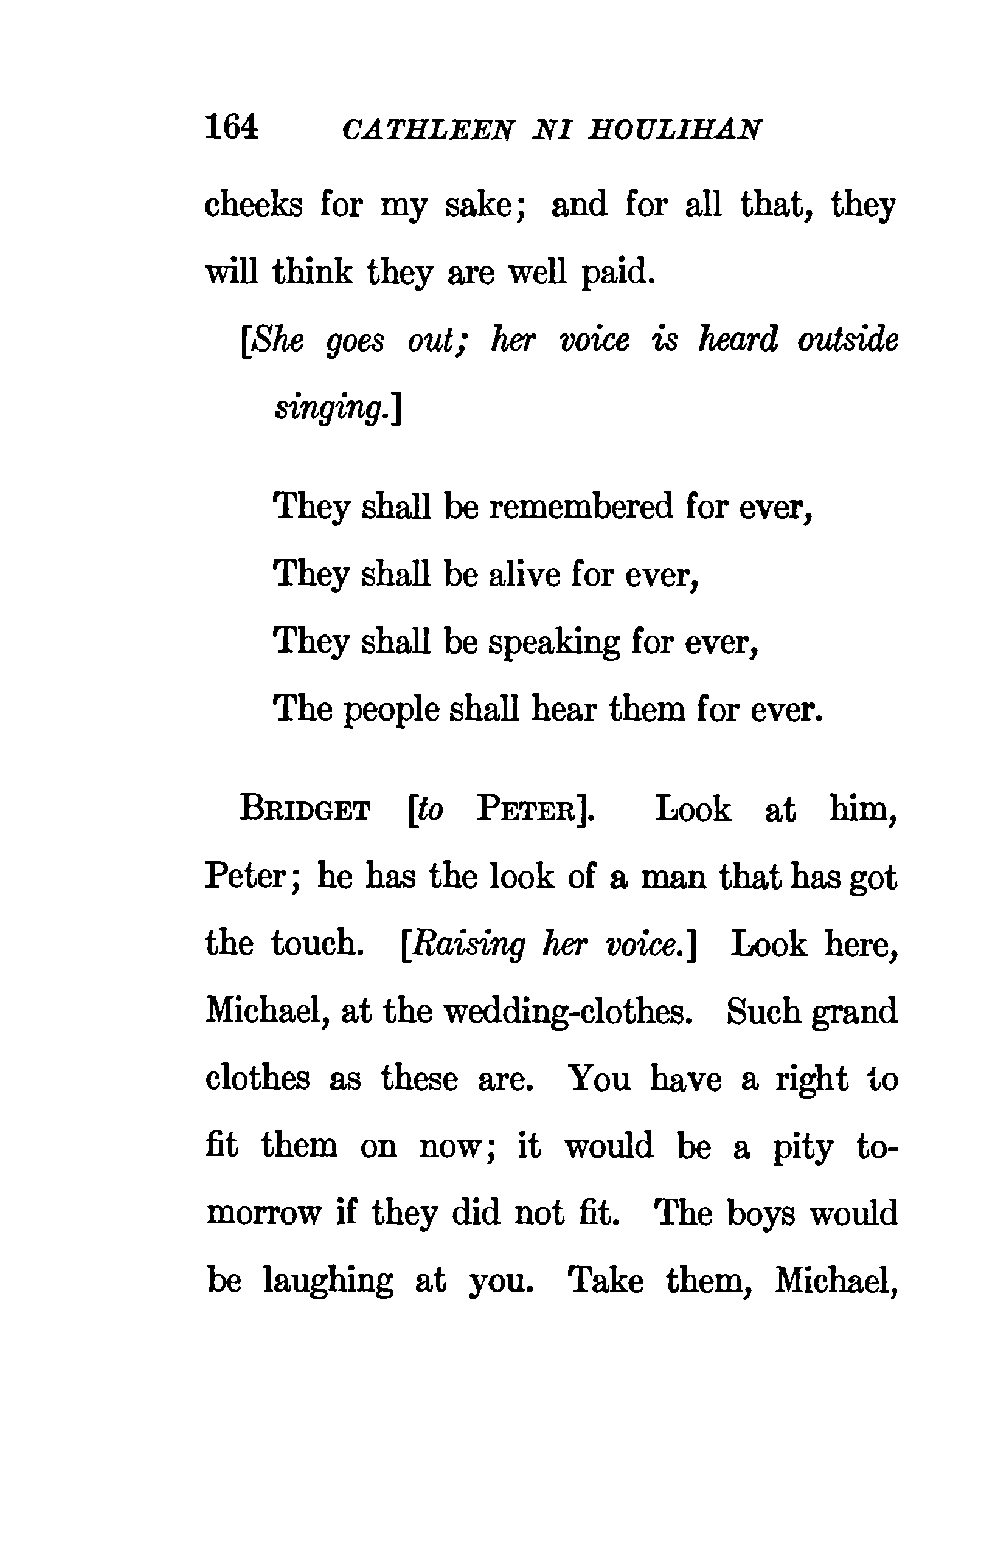 164 CATHLEEN NI HOULIHAN
cheeks for my sake; and for all that, they
will think they are well paid.
[She goes out; her voice is heard outside
singing.]
They shall be remembered for ever,
They shall be alive for ever,
They shall be speaking for ever,
The people shall hear them for ever.
BRIDGET [to PETER]. Look at him,
Peter; he has the look of a man that has got
the touch. [Raising her voice.] Look here,
Michael, at the wedding-clothes. Such grand
clothes as these are. You have a right to
fit them on now; it would be a pity to-
morrow if they did not fit. The boys would
be laughing at you. Take them, Michael,